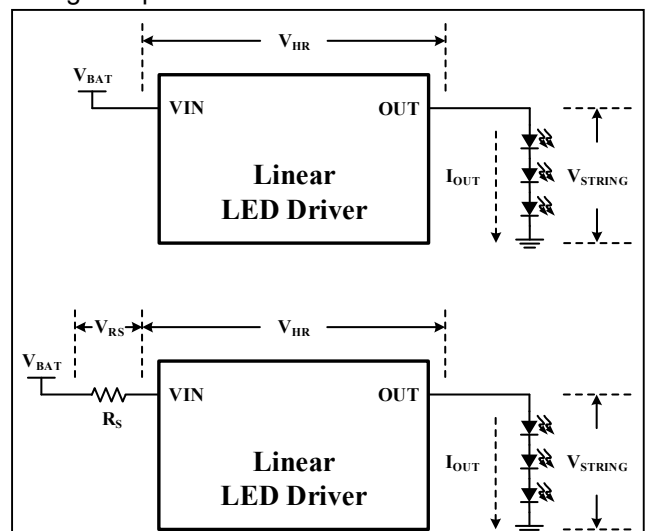 V_HR
V_BAT
VIN OUT
Linear
LED Driver
I_OUT
V_STRING
V_RS V_HR
V_BAT
VIN OUT
R_S
Linear
LED Driver
I_OUT
V_STRING